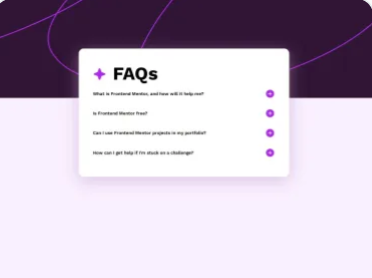 FAQs
What is Frontend Mentor, and how will it help me?
Is Frontend Mentor free?
Can I use Frontend Mentor projects in my portfolio?
How can I get help if I'm stuck on a challenge?